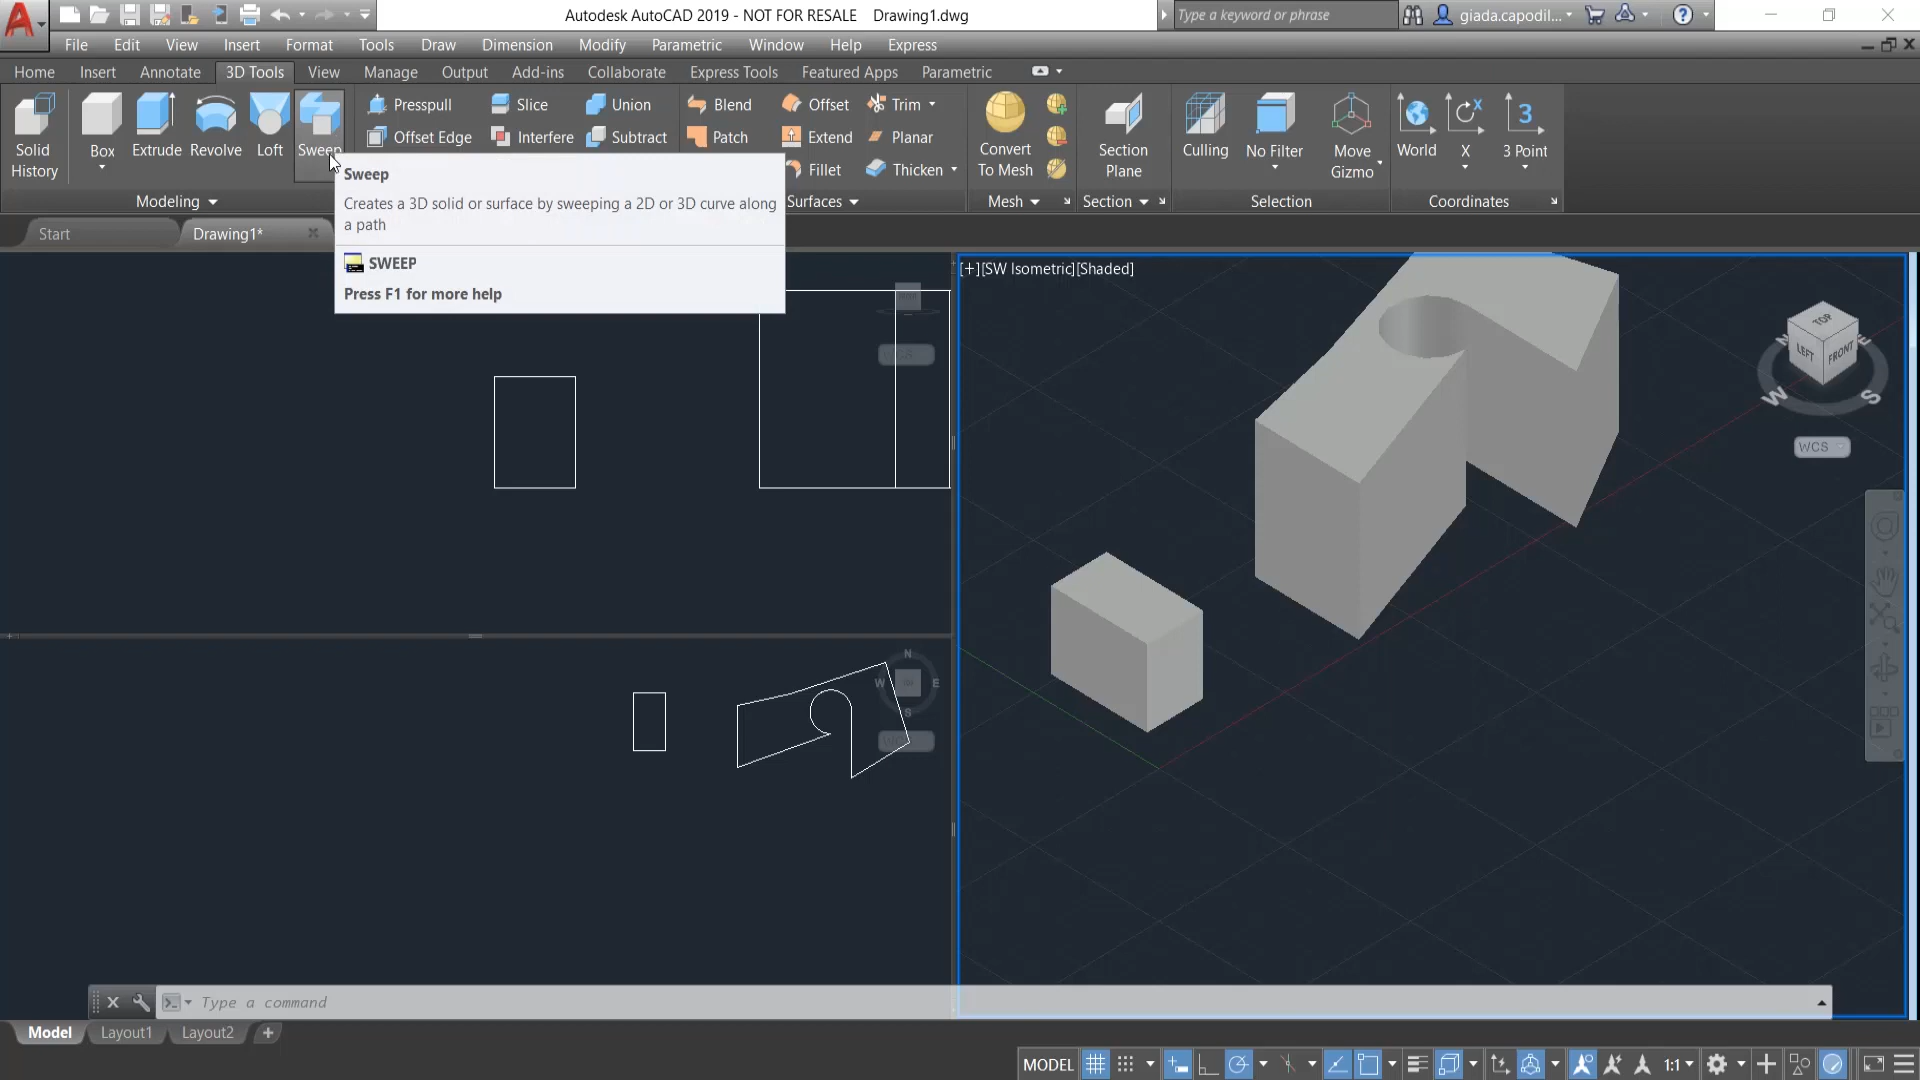 Autodesk AutoCAD 2019 - NOT FOR RESALE Drawing1.dwg
Type a keyword or phrase
giada.capodil...
File Edit View Insert Format Tools Draw Dimension Modify Parametric Window Help Express
Home Insert Annotate 3D Tools View Manage Output Add-ins Collaborate Express Tools Featured Apps Parametric
Solid History
Box
Extrude
Revolve
Loft
Sweep
Presspull
Slice
Union
Blend
Offset
Trim
Offset Edge
Interfere
Subtract
Patch
Extend
Planar
Fillet
Thicken
Convert To Mesh
Section Plane
Culling
No Filter
Move Gizmo
World
X
3 Point
Modeling
Surfaces
Mesh
Section
Selection
Coordinates
Sweep
Creates a 3D solid or surface by sweeping a 2D or 3D curve along
a path
SWEEP
Press F1 for more help
Start
Drawing1*
[+][SW Isometric][Shaded]
TOP
LEFT
FRONT
W
S
WCS
N
W
E
S
Type a command
Model Layout1 Layout2 +
MODEL
1:1